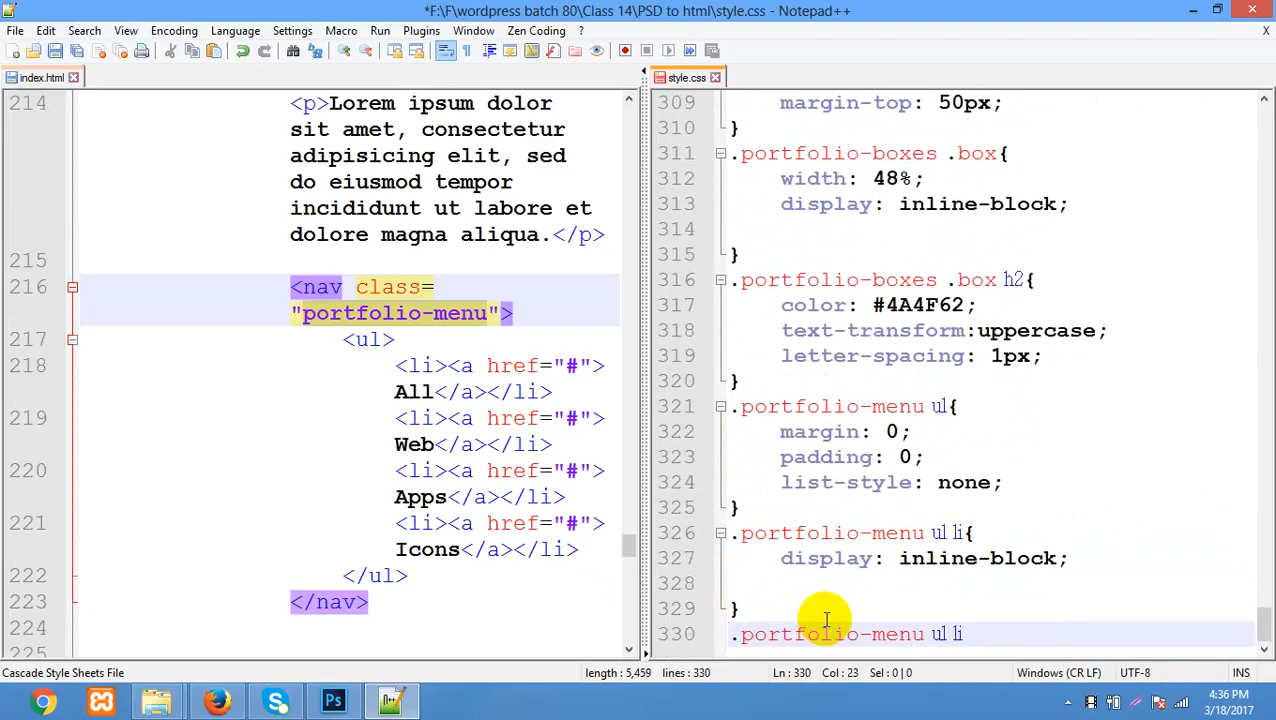 *F:\F\wordpress batch 80\Class 14\PSD to html\style.css - Notepad++
File Edit Search View Encoding Language Settings Macro Run Plugins Window Zen Coding ? X
index.html
style.css
214 <p>Lorem ipsum dolor
sit amet, consectetur
adipisicing elit, sed
do eiusmod tempor
incididunt ut labore et
dolore magna aliqua.</p>
215
216 <nav class=
"portfolio-menu">
217 <ul>
218 <li><a href="#">
All</a></li>
219 <li><a href="#">
Web</a></li>
220 <li><a href="#">
Apps</a></li>
221 <li><a href="#">
Icons</a></li>
222 </ul>
223 </nav>
224
225
309 margin-top: 50px;
310 }
311 .portfolio-boxes .box{
312 width: 48%;
313 display: inline-block;
314
315 }
316 .portfolio-boxes .box h2{
317 color: #4A4F62;
318 text-transform:uppercase;
319 letter-spacing: 1px;
320 }
321 .portfolio-menu ul{
322 margin: 0;
323 padding: 0;
324 list-style: none;
325 }
326 .portfolio-menu ul li{
327 display: inline-block;
328
329 }
330 .portfolio-menu ul li
Cascade Style Sheets File length : 5,459 lines : 330 Ln : 330 Col : 23 Sel : 0 | 0 Windows (CR LF) UTF-8 INS
Ps
4:36 PM
3/18/2017